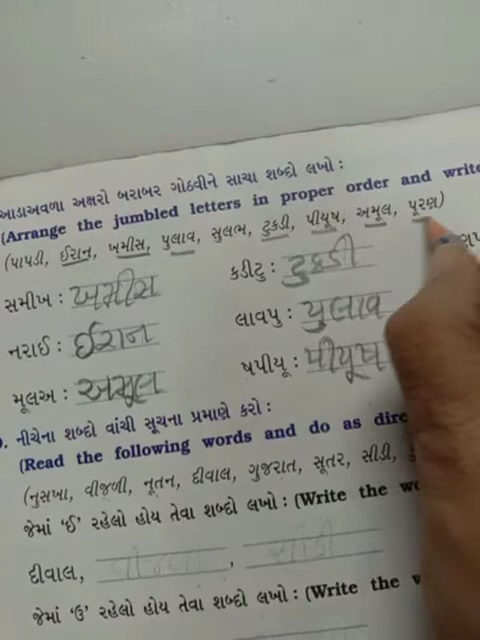 આડાઅવળા અક્ષરો બરાબર ગોઠવીને સાચા શબ્દો લખો :
(Arrange the jumbled letters in proper order and write
(પાપડી, ઈરાન, ખમીસ, પુલાવ, સુલભ, ટુકડી, પીયૂષ, અમૂલ, પૂરણ)
સમીખ : ખમીસ કડીટુ : ટુકડી
નરાઈ : ઈરાન લાવપુ : પુલાવ
મૂલઅ : અમૂલ ષપીયૂ : પીયૂષ
નીચેના શબ્દો વાંચી સૂચના પ્રમાણે કરો :
(Read the following words and do as
(નુસખા, વીજળી, નૂતન, દીવાલ, ગુજરાત, સૂતર, સીડી,
જેમાં 'ઈ' રહેલો હોય તેવા શબ્દો લખો : (Write the
દીવાલ, વીજળી, સીડી
જેમાં 'ઉ' રહેલો હોય તેવા શબ્દો લખો : (Write the